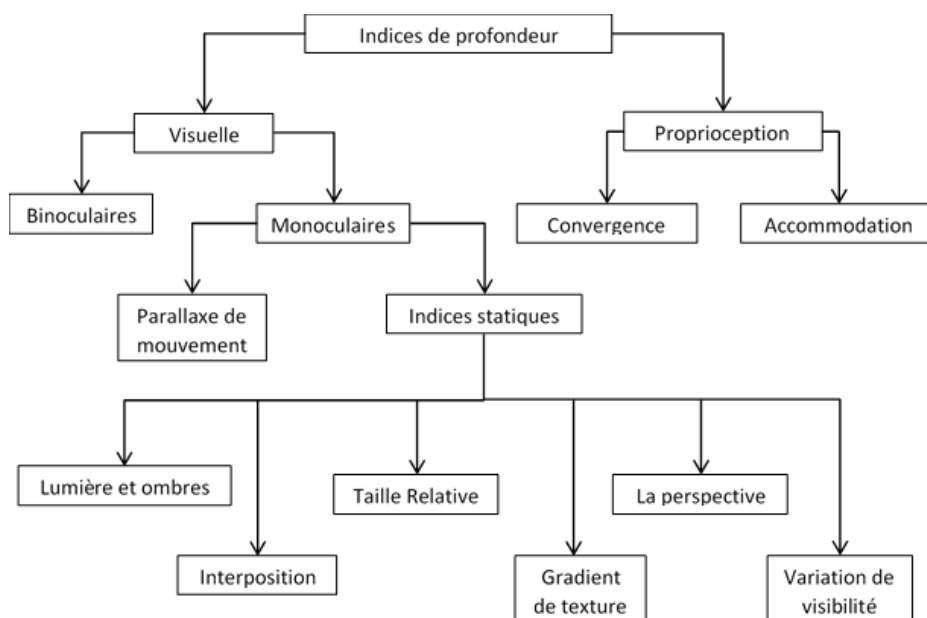 Indices de profondeur
Visuelle
Proprioception
Binoculaires
Monoculaires
Convergence
Accommodation
Parallaxe de
mouvement
Indices statiques
Lumière et ombres
Taille Relative
La perspective
Interposition
Gradient
de texture
Variation de
visibilité